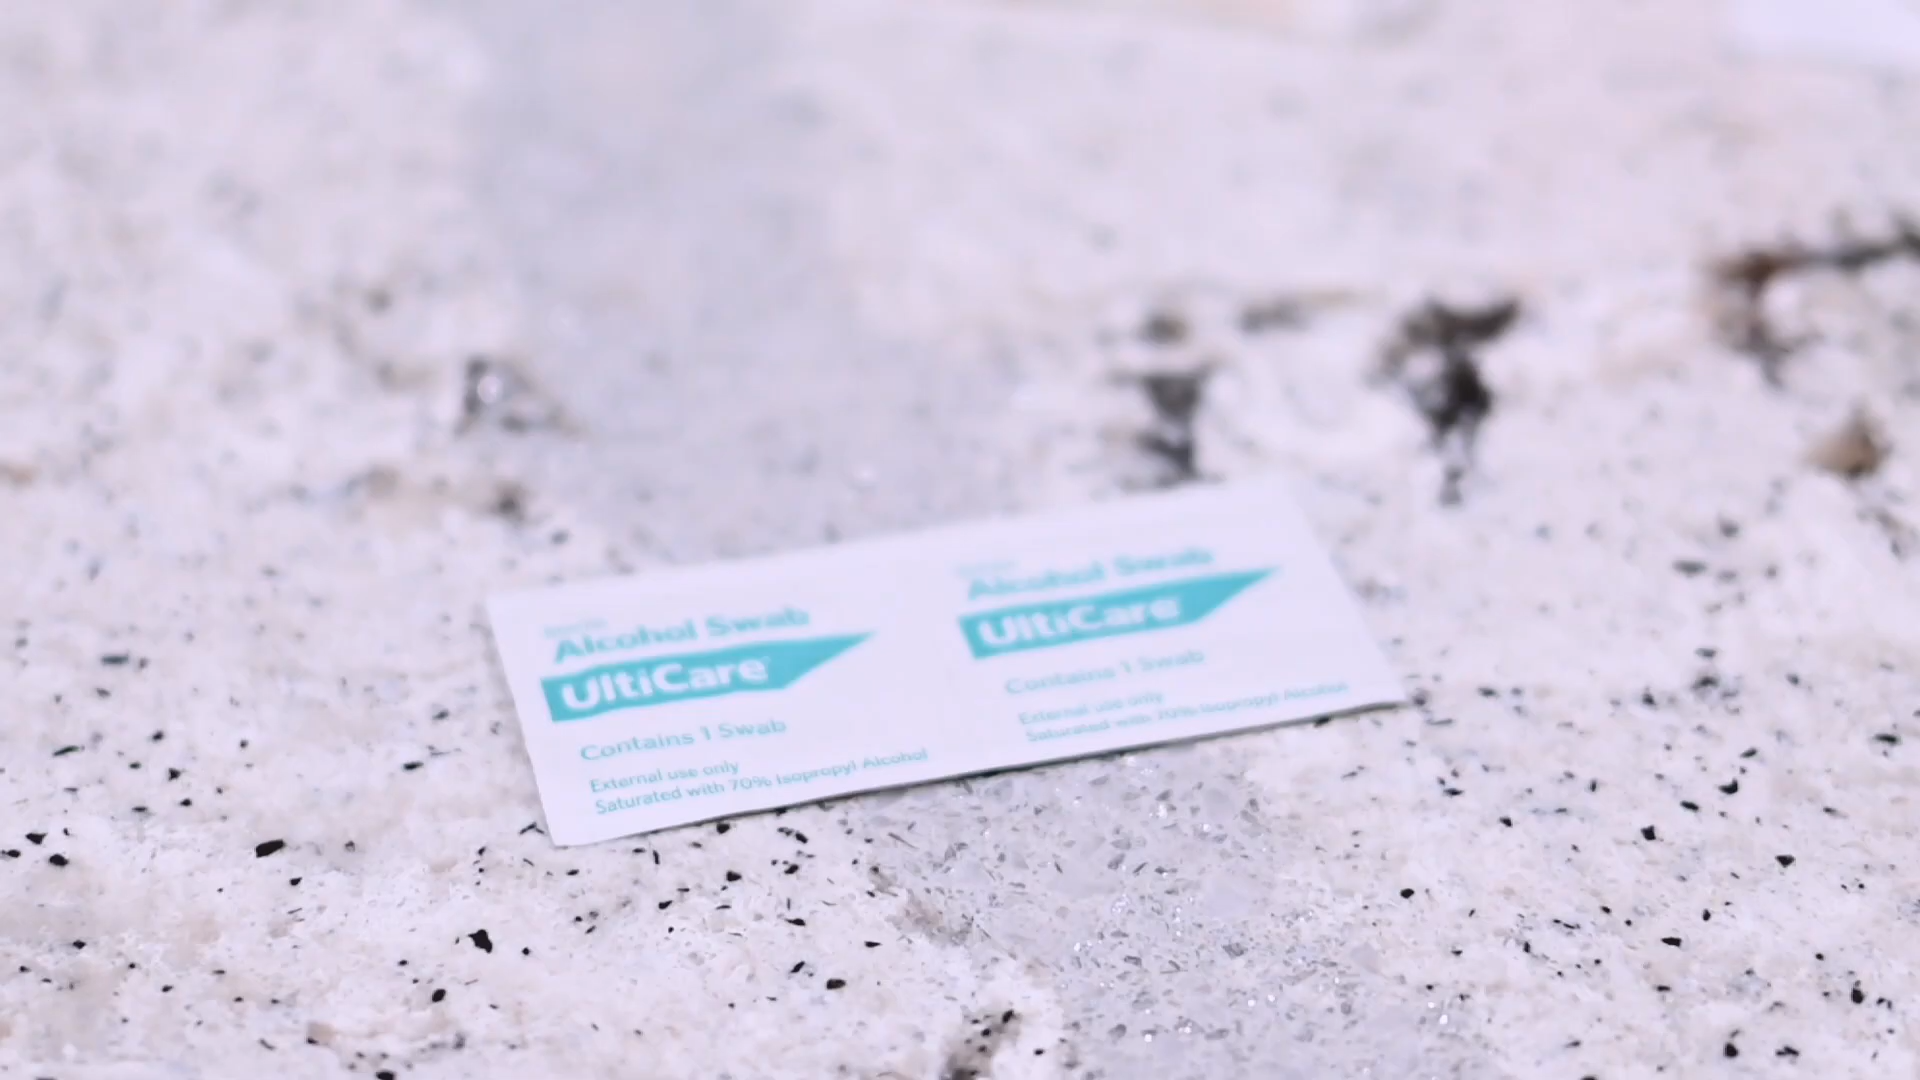 Alcohol Swab
UltiCare
Contains 1 Swab
External use only
Saturated with 70% Isopropyl Alcohol
Alcohol Swab
UltiCare
Contains 1 Swab
External use only
Saturated with 70% Isopropyl Alcohol